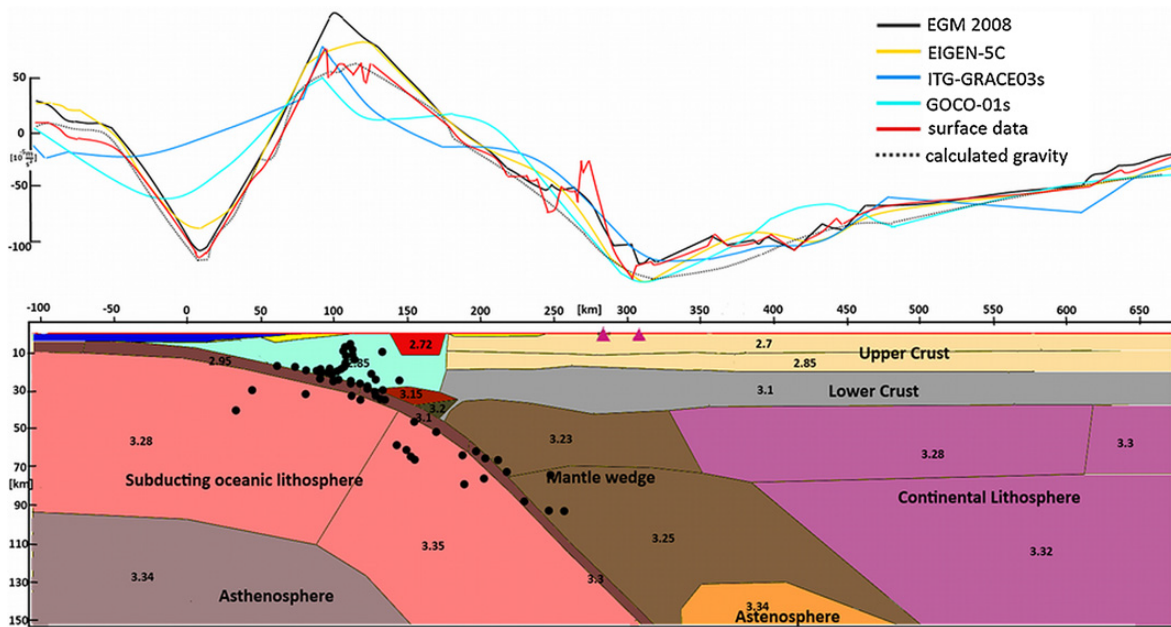 EGM 2008
EIGEN-5C
ITG-GRACE03s
GOCO-01s
surface data
calculated gravity
50
0
-50
-100
-100 -50 0 50 100 150 200 250 [km] 300 350 400 450 500 550 600 650
10
30
50
70
[km]
90
110
130
150
2.95
2.85
2.72
2.7
2.85
Upper Crust
3.15
3.2
3.1
3.1
Lower Crust
3.28
3.23
3.28
3.3
Subducting oceanic lithosphere
Mantle wedge
Continental Lithosphere
3.35
3.25
3.32
3.34
3.3
3.34
Asthenosphere
Astenosphere